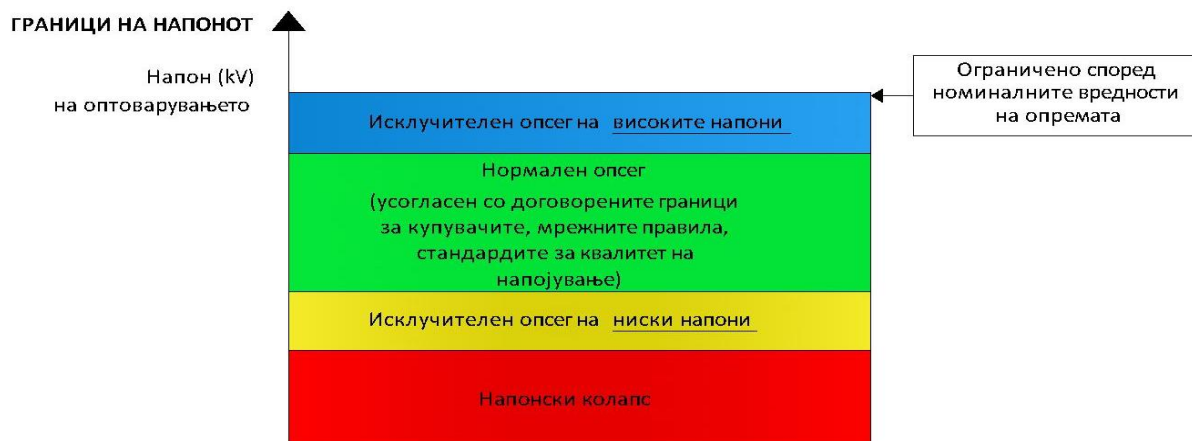 ГРАНИЦИ НА НАПОНОТ
Напон (kV)
на оптоварувањето
Ограничено според
номиналните вредности
на опремата
Исклучителен опсег на високите напони
Нормален опсег
(усогласен со договорените граници
за купувачите, мрежните правила,
стандардите за квалитет на
напојување)
Исклучителен опсег на ниски напони
Напонски колапс